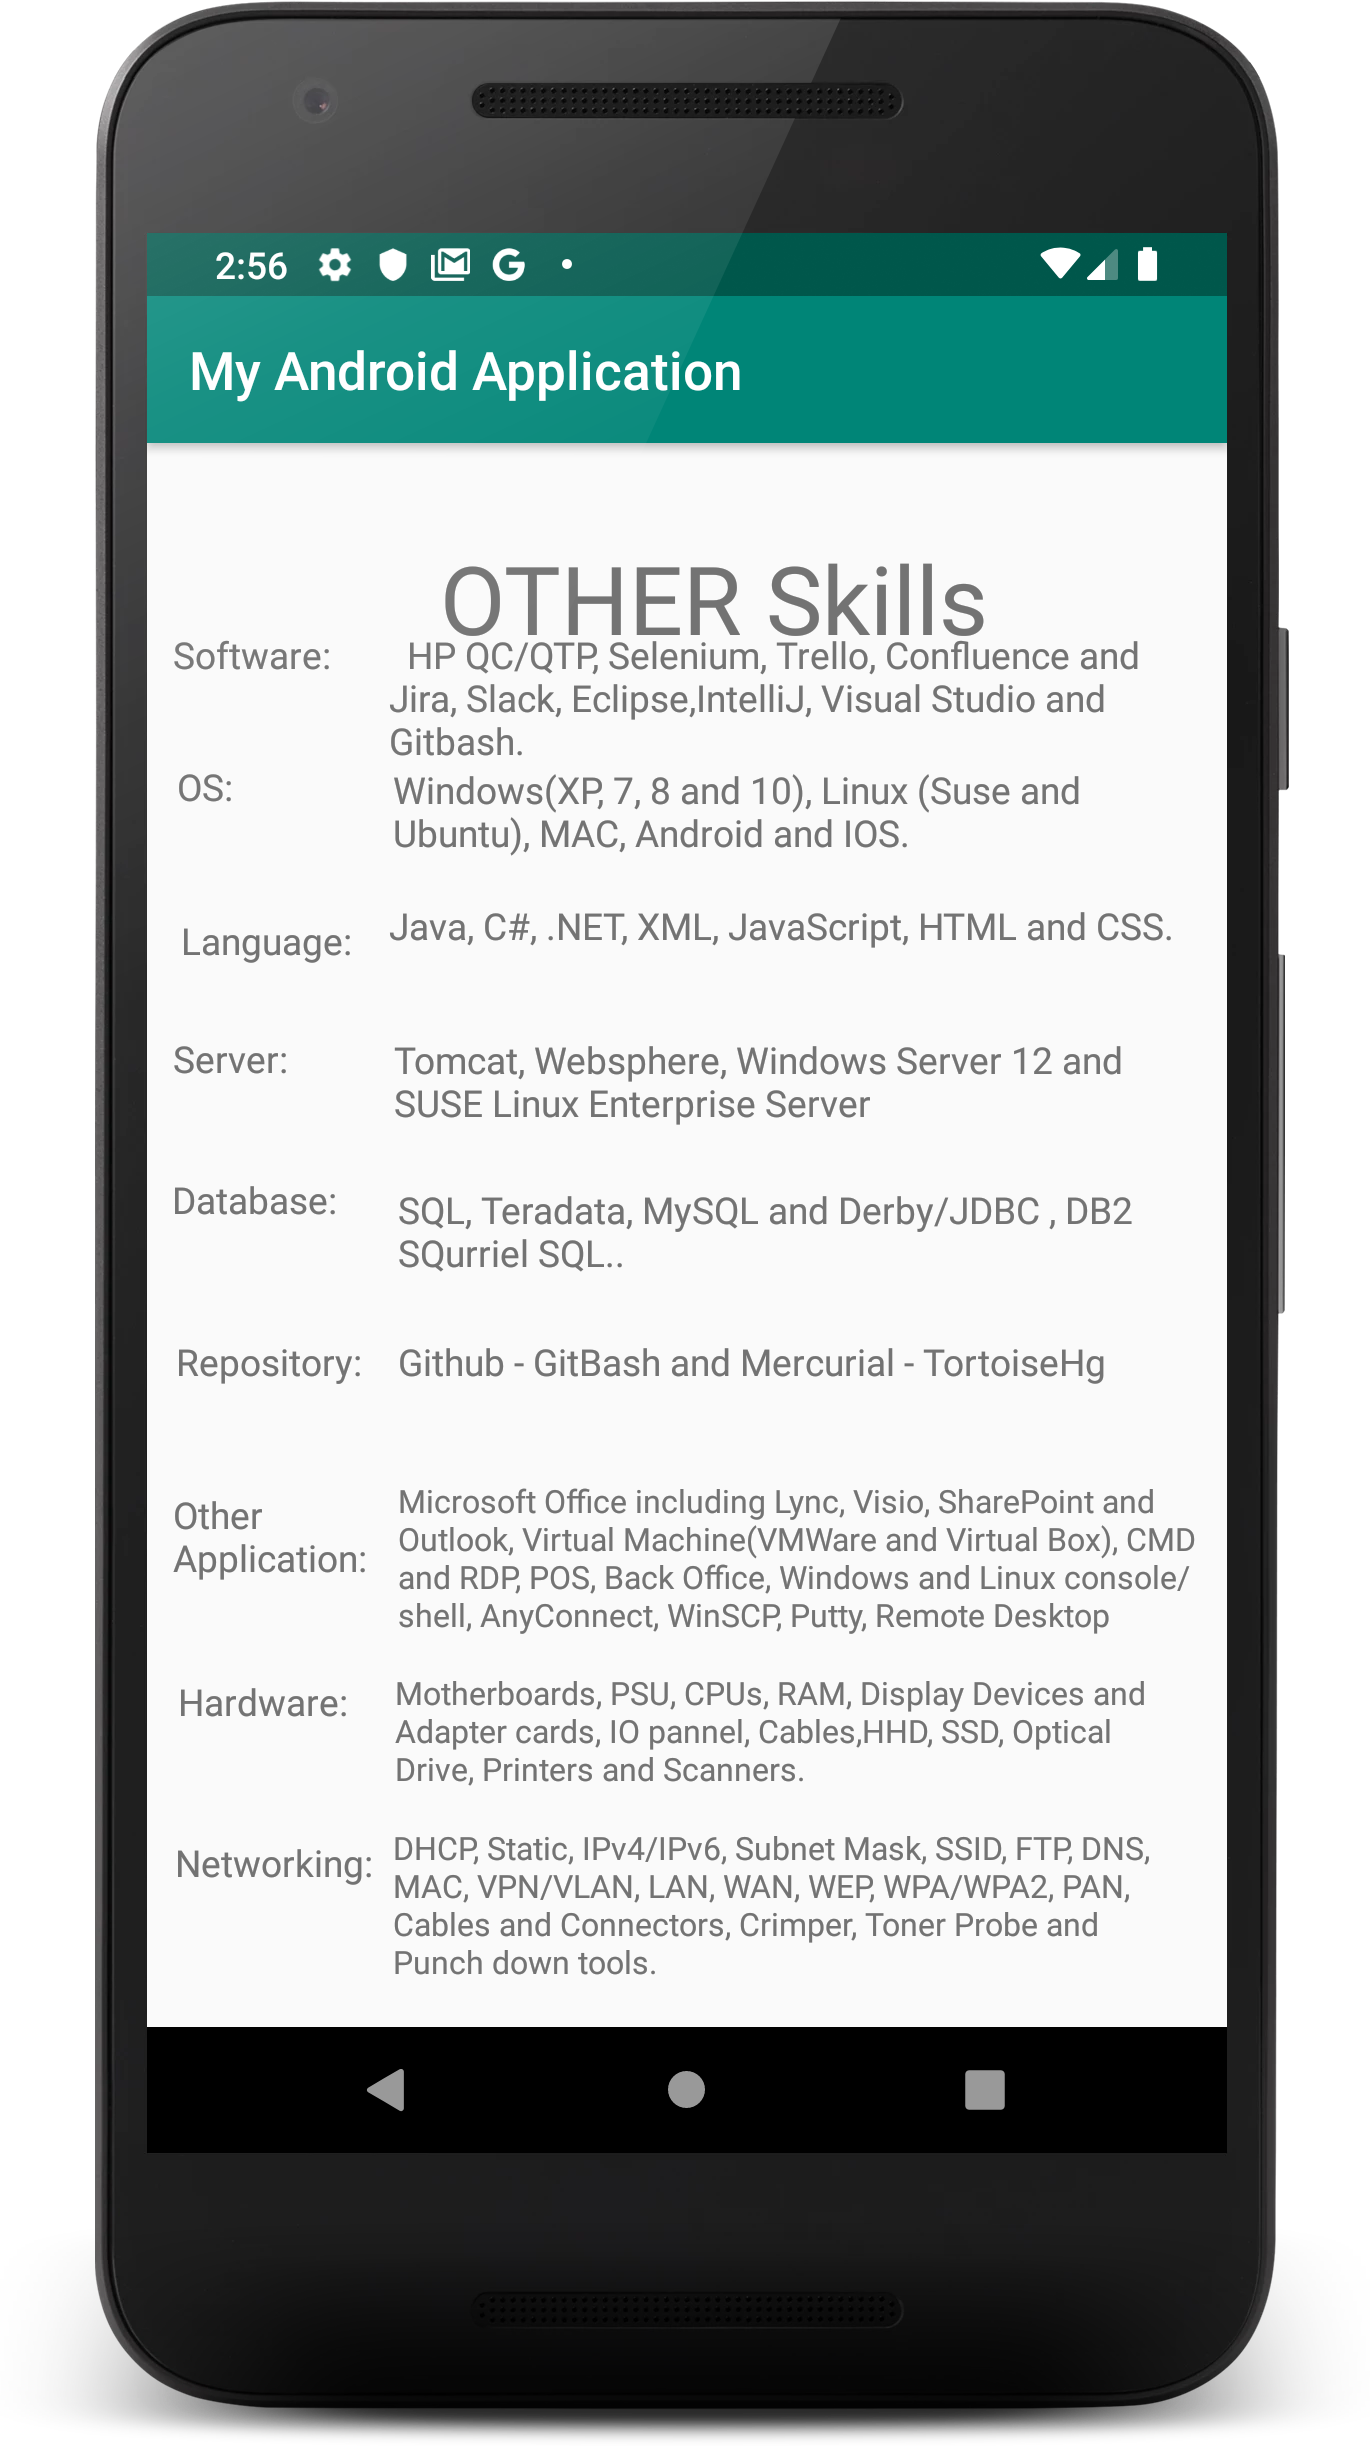 2:56
My Android Application
OTHER Skills
Software: HP QC/QTP, Selenium, Trello, Confluence and
Jira, Slack, Eclipse,IntelliJ, Visual Studio and
Gitbash.
OS: Windows(XP, 7, 8 and 10), Linux (Suse and
Ubuntu), MAC, Android and IOS.
Language: Java, C#, .NET, XML, JavaScript, HTML and CSS.
Server: Tomcat, Websphere, Windows Server 12 and
SUSE Linux Enterprise Server
Database: SQL, Teradata, MySQL and Derby/JDBC , DB2
SQurriel SQL..
Repository: Github - GitBash and Mercurial - TortoiseHg
Other
Application:
Microsoft Office including Lync, Visio, SharePoint and
Outlook, Virtual Machine(VMWare and Virtual Box), CMD
and RDP, POS, Back Office, Windows and Linux console/
shell, AnyConnect, WinSCP, Putty, Remote Desktop
Hardware: Motherboards, PSU, CPUs, RAM, Display Devices and
Adapter cards, IO pannel, Cables,HHD, SSD, Optical
Drive, Printers and Scanners.
Networking: DHCP, Static, IPv4/IPv6, Subnet Mask, SSID, FTP, DNS,
MAC, VPN/VLAN, LAN, WAN, WEP, WPA/WPA2, PAN,
Cables and Connectors, Crimper, Toner Probe and
Punch down tools.